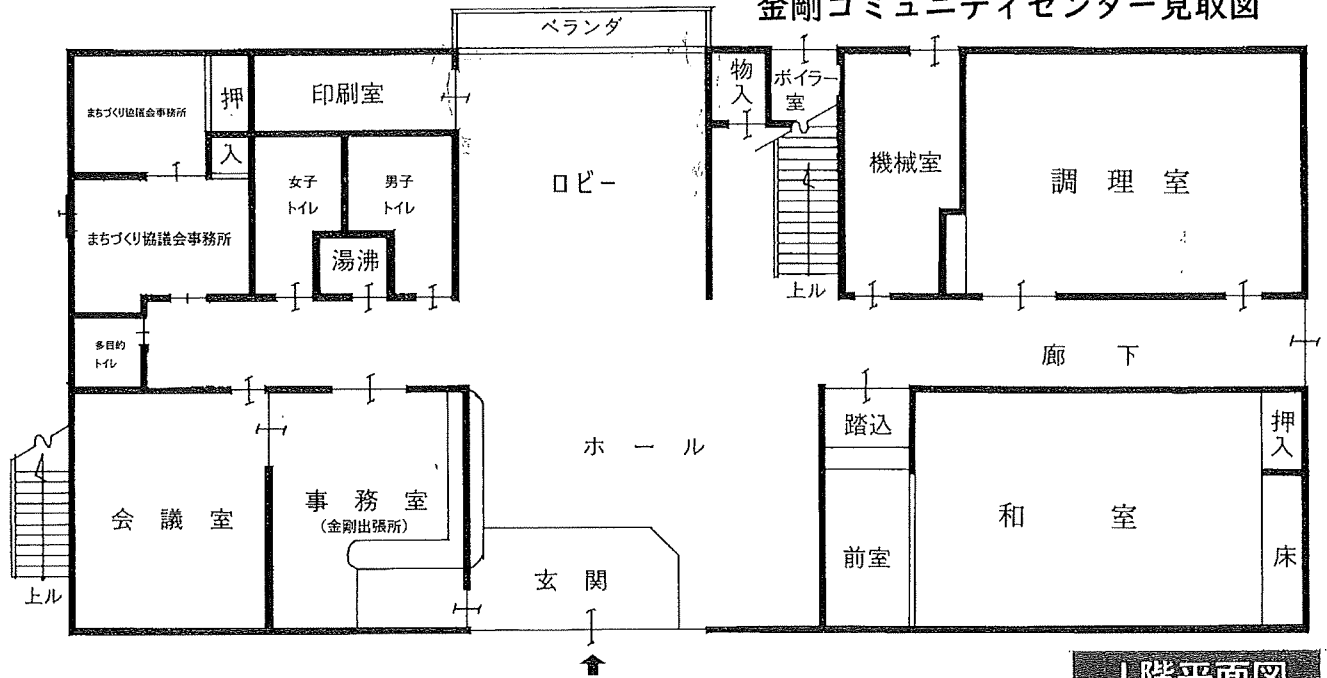 金剛コミュニティセンター見取図
ベランダ
まちづくり協議会事務所
押
入
印刷室
女子
トイレ
男子
トイレ
湯沸
ロビー
物
入
ボイラー
室
上ル
機械室
調理室
まちづくり協議会事務所
多目的
トイレ
廊下
会議室
上ル
事務室
(金剛出張所)
ホール
玄関
踏込
前室
和室
押
入
床
1階平面図